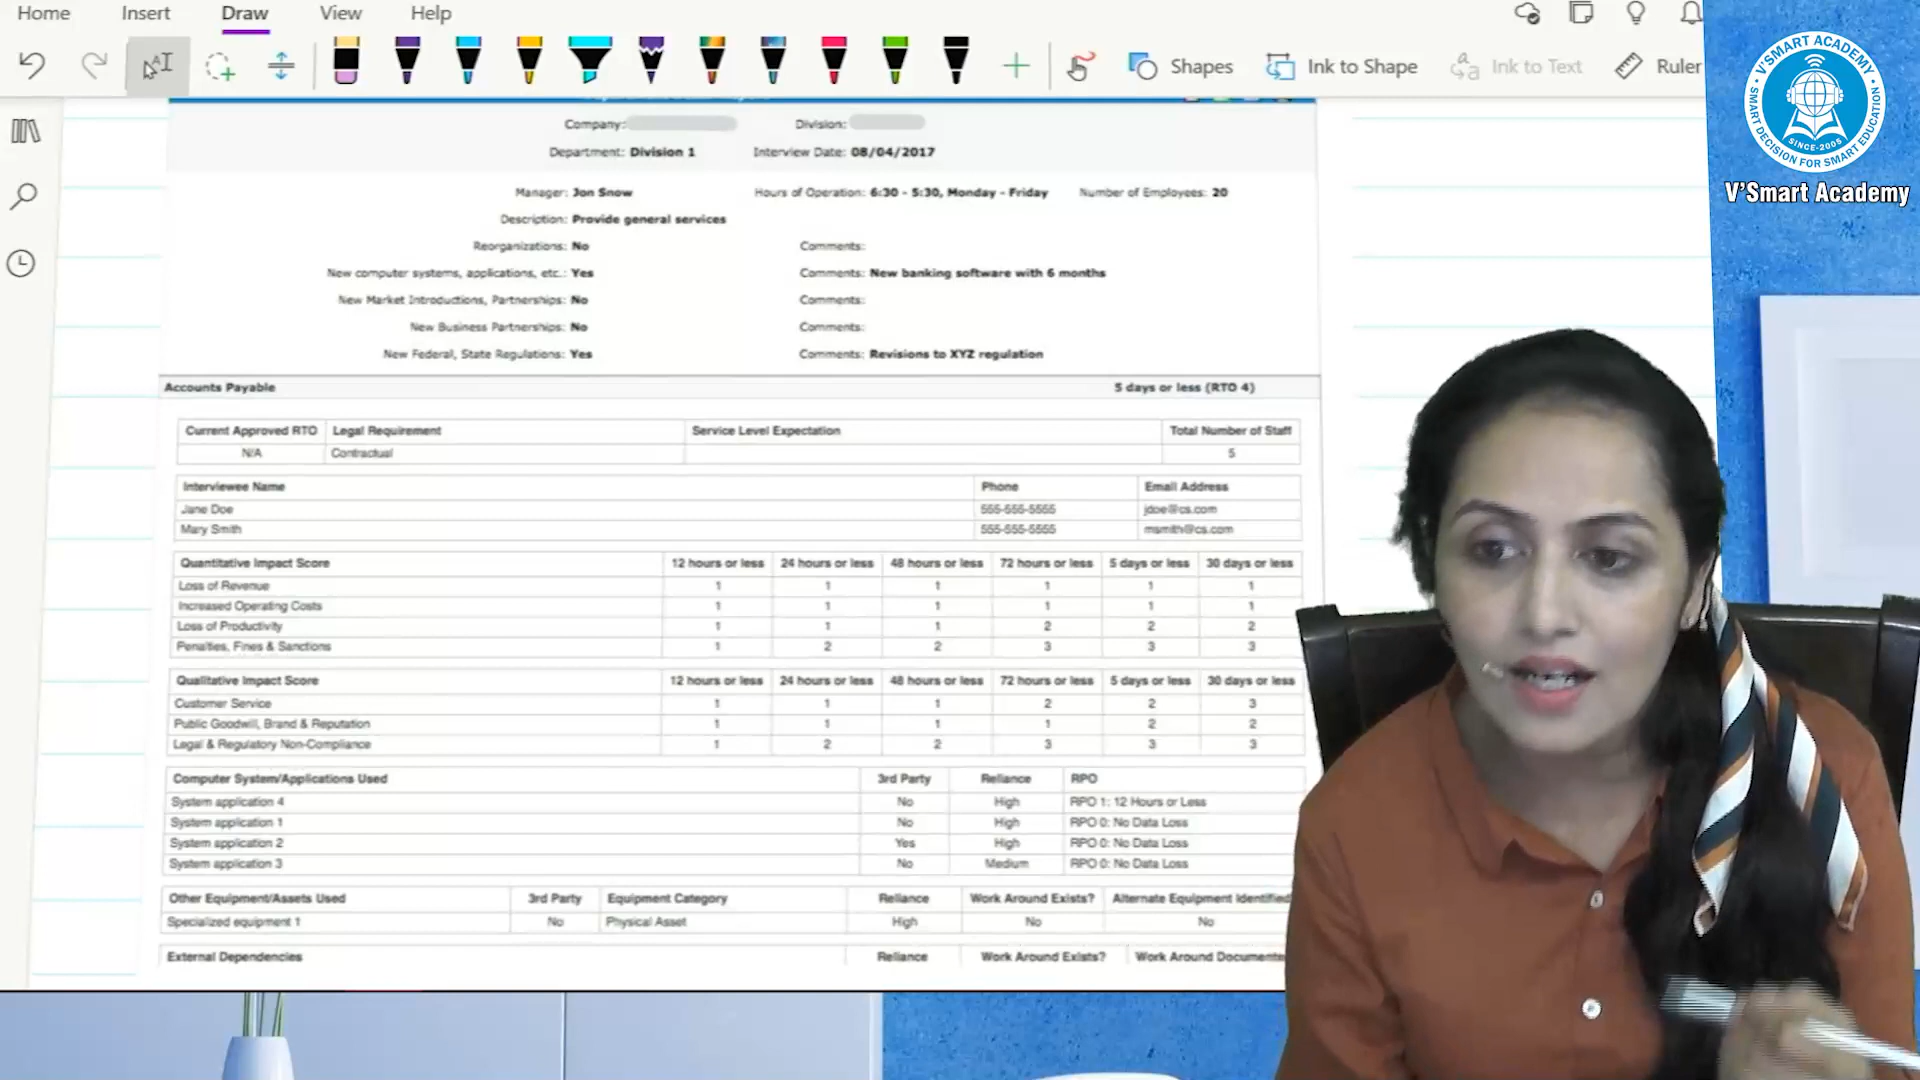 Home Insert Draw View Help
Shapes Ink to Shape Ink to Text Ruler
Company: Division:
Department: Division 1 Interview Date: 08/04/2017
Manager: Jon Snow Hours of Operation: 6:30 - 5:30, Monday - Friday Number of Employees: 20
Description: Provide general services
Reorganizations: No Comments:
New computer systems, applications, etc.: Yes Comments: New banking software with 6 months
New Market Introductions, Partnerships: No Comments:
New Business Partnerships: No Comments:
New Federal, State Regulations: Yes Comments: Revisions to XYZ regulation
Accounts Payable 5 days or less (RTO 4)
Current Approved RTO Legal Requirement Service Level Expectation Total Number of Staff
N/A Contractual 5
Interviewee Name Phone Email Address
Jane Doe 555-555-5555 jdoe@cs.com
Mary Smith 555-555-5555 msmith@cs.com
Quantitative Impact Score 12 hours or less 24 hours or less 48 hours or less 72 hours or less 5 days or less 30 days or less
Loss of Revenue 1 1 1 1 1 1
Increased Operating Costs 1 1 1 1 1 1
Loss of Productivity 1 1 1 2 2 2
Penalties, Fines & Sanctions 1 2 2 3 3 3
Qualitative Impact Score 12 hours or less 24 hours or less 48 hours or less 72 hours or less 5 days or less 30 days or less
Customer Service 1 1 1 2 2 3
Public Goodwill, Brand & Reputation 1 1 1 1 2 2
Legal & Regulatory Non-Compliance 1 2 2 3 3 3
Computer System/Applications Used 3rd Party Reliance RPO
System application 4 No High RPO 1: 12 Hours or Less
System application 1 No High RPO 0: No Data Loss
System application 2 Yes High RPO 0: No Data Loss
System application 3 No Medium RPO 0: No Data Loss
Other Equipment/Assets Used 3rd Party Equipment Category Reliance Work Around Exists? Alternate Equipment Identified
Specialized equipment 1 No Physical Asset High No No
External Dependencies Reliance Work Around Exists? Work Around Documente
V'SMART ACADEMY
SINCE-2005
SMART DECISION FOR SMART EDUCATION
V'Smart Academy